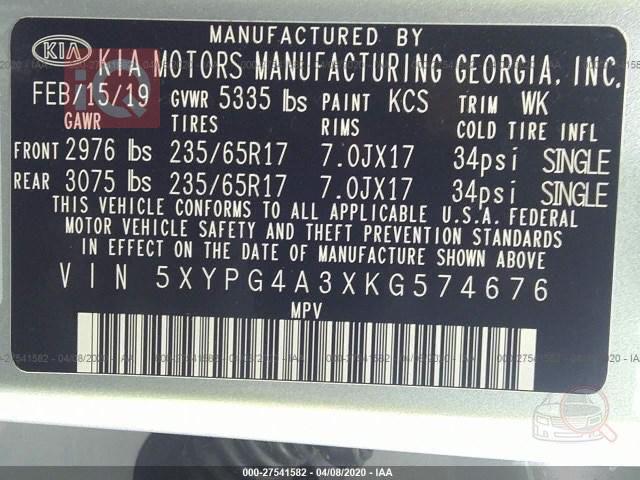 MANUFACTURED BY
KIA KIA MOTORS MANUFACTURING GEORGIA, INC.
FEB/15/19 GVWR 5335 lbs PAINT KCS TRIM WK
GAWR TIRES RIMS COLD TIRE INFL
FRONT 2976 lbs 235/65R17 7.0JX17 34psi SINGLE
REAR 3075 lbs 235/65R17 7.0JX17 34psi SINGLE
THIS VEHICLE CONFORMS TO ALL APPLICABLE U.S.A. FEDERAL
MOTOR VEHICLE SAFETY AND THEFT PREVENTION STANDARDS
IN EFFECT ON THE DATE OF MANUFACTURE SHOWN ABOVE
VIN 5XYPG4A3XKG574676
MPV
000-27541582 - 04/08/2020 - IAA